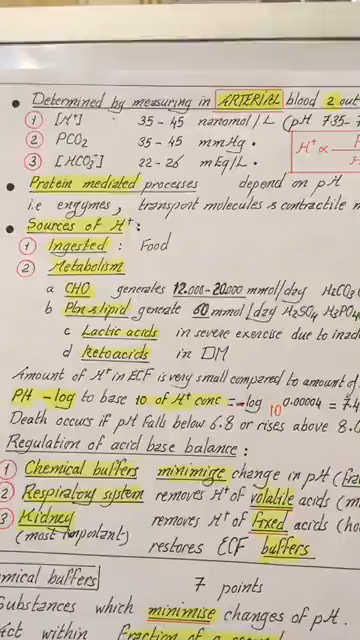 • Determined by measuring in ARTERIAL blood 2 out
① [H⁺] 35 - 45 nanomol/L (pH 7.35 - 7
② PCO2 35 - 45 mmHg •
③ [HCO3⁻] 22 - 26 mEq/L •
H⁺ ∝
• Protein mediated processes depend on pH
i.e enzymes, transport molecules & contractile
• Sources of H⁺:
① Ingested : Food
② Metabolism
a CHO generates 12.000-20.000 mmol/day H2CO3
b Ptn & lipid generate 60 mmol/day H2SO4 H3PO4
c Lactic acids in severe exercise due to
d ketoacids in DM
Amount of H⁺ in ECF is very small compared to amount of
PH -log to base 10 of H⁺ conc = -log 10 0.00004 = 7.4
Death occurs if pH falls below 6.8 or rises above 8.0
Regulation of acid base balance :
① Chemical buffers minimize change in pH
② Respiratory system removes H⁺ of volatile acids
③ Kidney removes H⁺ of fixed acids
(most important) restores ECF buffers
emical buffers 7 points
Substances which minimise changes of pH.
Act within fraction of a